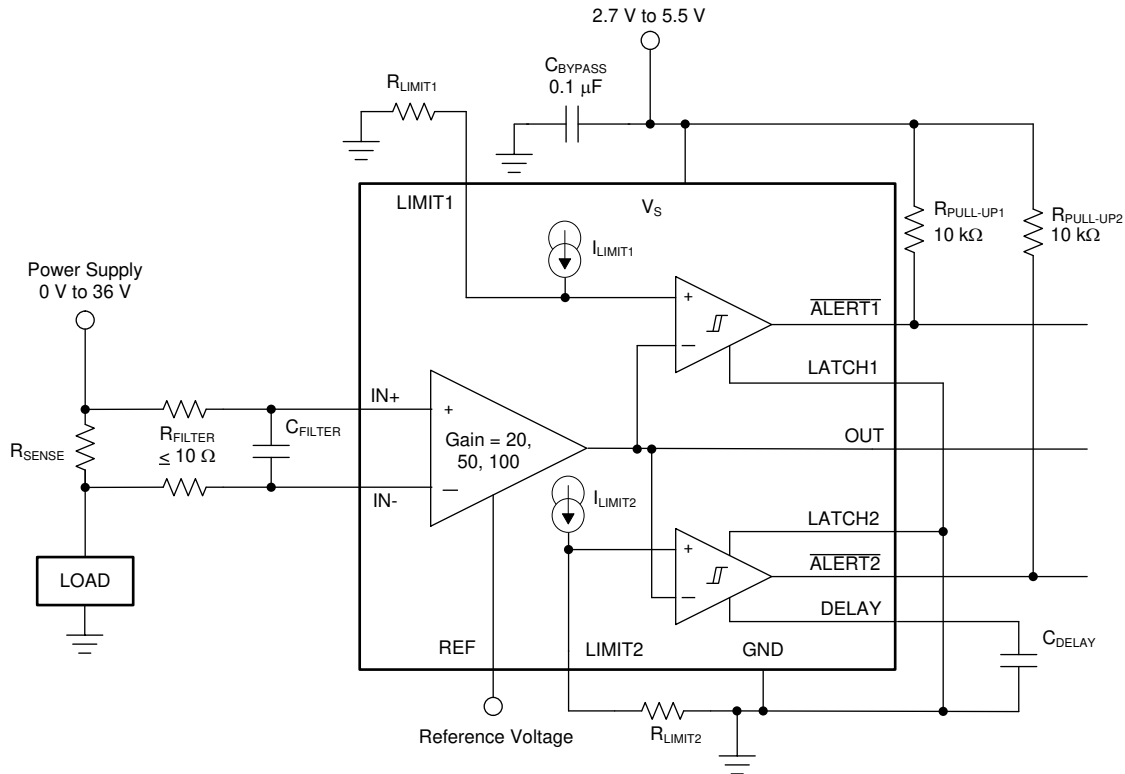 2.7 V to 5.5 V
CBYPASS
0.1 μF
RLIMIT1
LIMIT1
VS
RPULL-UP1
10 kΩ
RPULL-UP2
10 kΩ
ILIMIT1
Power Supply
0 V to 36 V
+
ALERT1
−
LATCH1
IN+
+
RSENSE
RFILTER
≤ 10 Ω
CFILTER
Gain = 20,
50, 100
OUT
−
IN-
ILIMIT2
LATCH2
+
ALERT2
−
LOAD
DELAY
REF
LIMIT2
GND
CDELAY
RLIMIT2
Reference Voltage